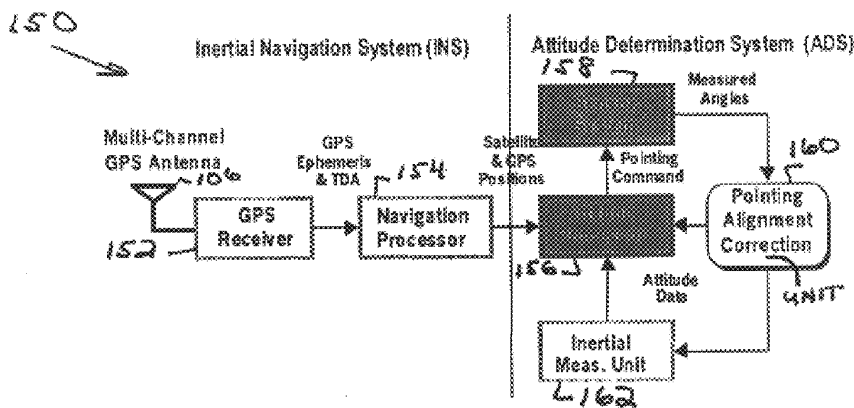 150
Inertial Navigation System (INS)
Attitude Determination System (ADS)
158
Measured
Angles
Multi-Channel
GPS Antenna
106
GPS
Ephemeris
& TDA
154
Satellite
& GPS
Positions
Pointing
Command
160
GPS
Receiver
152
Navigation
Processor
156
Pointing
Alignment
Correction
UNIT
Attitude
Data
Inertial
Meas. Unit
162